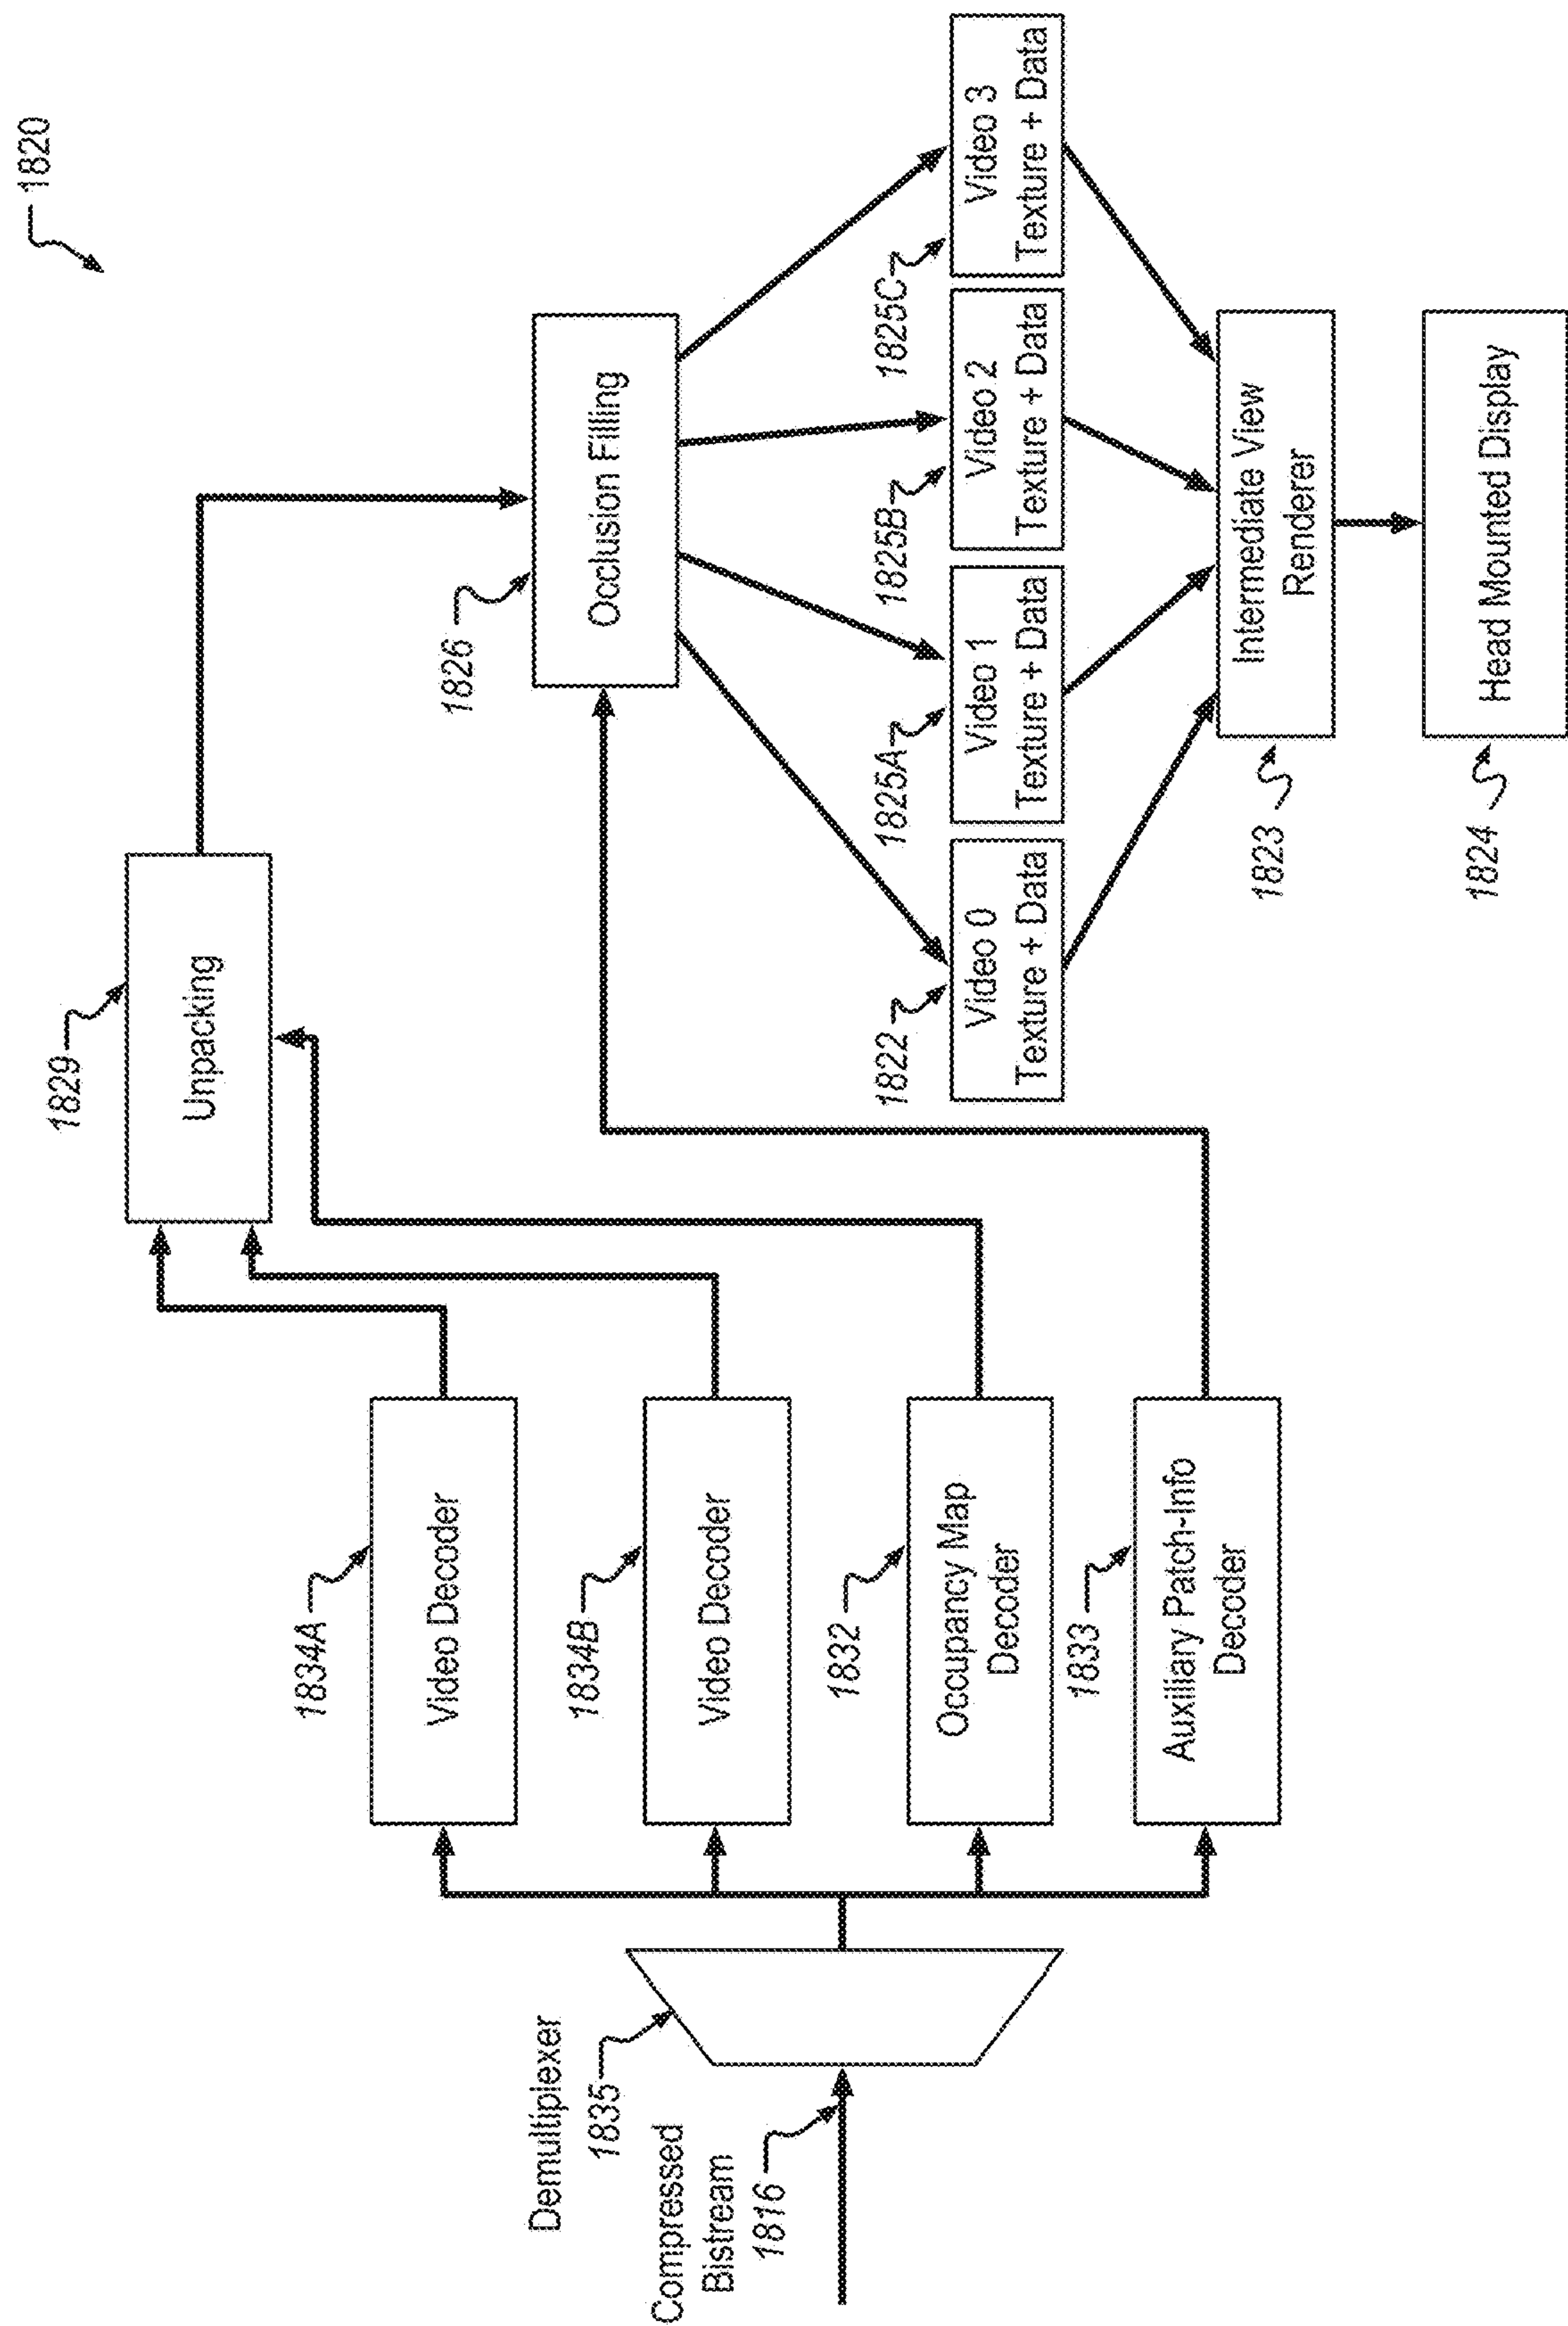 1820
Demultiplexer
1835
Compressed
Bistream
1816
1834A
Video Decoder
1834B
Video Decoder
1832
Occupancy Map
Decoder
1833
Auxiliary Patch-Info
Decoder
1829
Unpacking
1826
Occlusion Filling
1822
Video 0
Texture + Data
1825A
Video 1
Texture + Data
1825B
Video 2
Texture + Data
1825C
Video 3
Texture + Data
1823
Intermediate View
Renderer
1824
Head Mounted Display